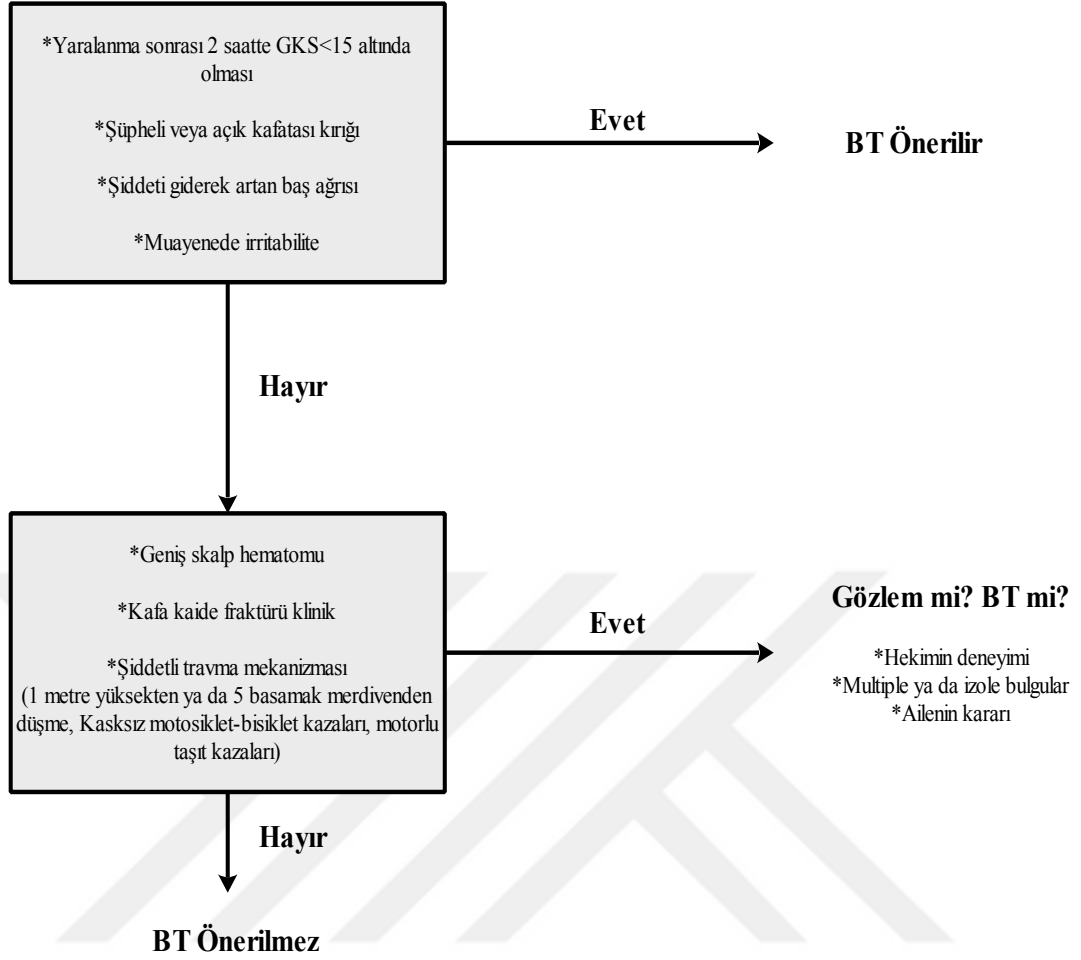 *Yaralanma sonrası 2 saatte GKS<15 altında
olması
*Şüpheli veya açık kafatası kırığı
*Şiddeti giderek artan baş ağrısı
*Muayenede irritabilite
Evet
BT Önerilir
Hayır
*Geniş skalp hematomu
*Kafa kaide fraktürü klinik
*Şiddetli travma mekanizması
(1 metre yüksekten ya da 5 basamak merdivenden
düşme, Kasksız motosiklet-bisiklet kazaları, motorlu
taşıt kazaları)
Evet
Gözlem mi? BT mi?
*Hekimin deneyimi
*Multiple ya da izole bulgular
*Ailenin kararı
Hayır
BT Önerilmez